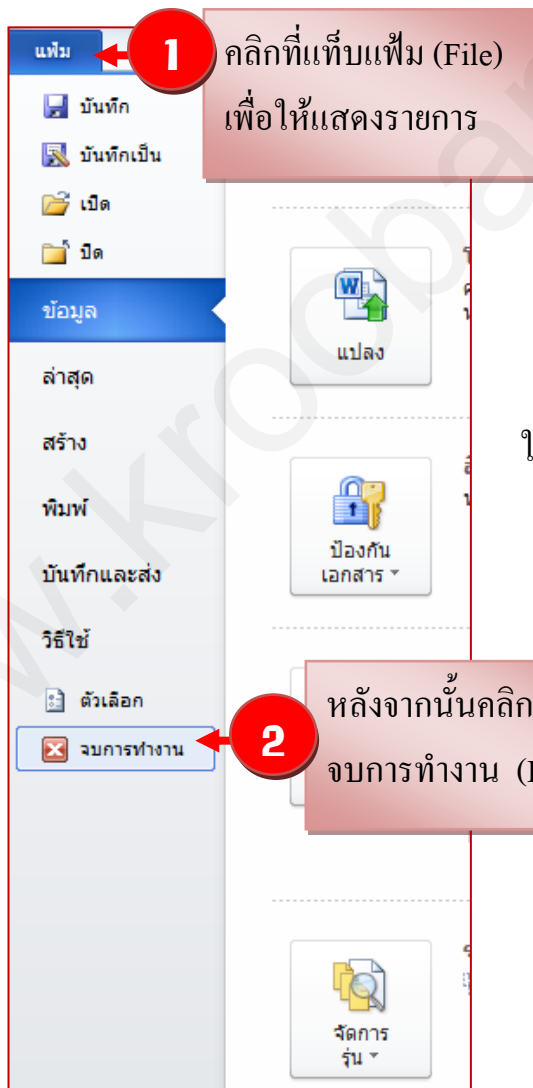 แฟ้ม
1
คลิกที่แท็บแฟ้ม (File)
เพื่อให้แสดงรายการ
บันทึก
บันทึกเป็น
เปิด
ปิด
ข้อมูล
ล่าสุด
สร้าง
พิมพ์
บันทึกและส่ง
วิธีใช้
ตัวเลือก
จบการทำงาน
แปลง
ป้องกัน
เอกสาร
2
หลังจากนั้นคลิก
จบการทำงาน (
จัดการ
รุ่น